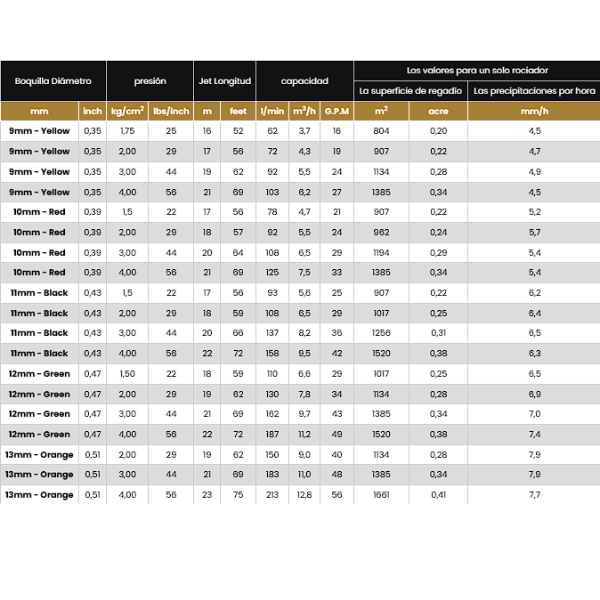 Boquilla Diámetro presión Jet Longitud capacidad Los valores para un solo rociador
La superficie de regadío Las precipitaciones por hora
mm inch kg/cm² lbs/inch m feet l/min m³/h G.P.M m² acre mm/h
9mm - Yellow 0,35 1,75 25 16 52 62 3,7 16 804 0,20 4,5
9mm - Yellow 0,35 2,00 29 17 56 72 4,3 19 907 0,22 4,7
9mm - Yellow 0,35 3,00 44 19 62 92 5,5 24 1134 0,28 4,9
9mm - Yellow 0,35 4,00 56 21 69 103 6,2 27 1385 0,34 4,5
10mm - Red 0,39 1,5 22 17 56 78 4,7 21 907 0,22 5,2
10mm - Red 0,39 2,00 29 18 57 92 5,5 24 962 0,24 5,7
10mm - Red 0,39 3,00 44 20 64 108 6,5 29 1194 0,29 5,4
10mm - Red 0,39 4,00 56 21 69 125 7,5 33 1385 0,34 5,4
11mm - Black 0,43 1,5 22 17 56 93 5,6 25 907 0,22 6,2
11mm - Black 0,43 2,00 29 18 59 108 6,5 29 1017 0,25 6,4
11mm - Black 0,43 3,00 44 20 66 137 8,2 36 1256 0,31 6,5
11mm - Black 0,43 4,00 56 22 72 158 9,5 42 1520 0,38 6,3
12mm - Green 0,47 1,50 22 18 59 110 6,6 29 1017 0,25 6,5
12mm - Green 0,47 2,00 29 19 62 130 7,8 34 1134 0,28 6,9
12mm - Green 0,47 3,00 44 21 69 162 9,7 43 1385 0,34 7,0
12mm - Green 0,47 4,00 56 22 72 187 11,2 49 1520 0,38 7,4
13mm - Orange 0,51 2,00 29 19 62 150 9,0 40 1134 0,28 7,9
13mm - Orange 0,51 3,00 44 21 69 183 11,0 48 1385 0,34 7,9
13mm - Orange 0,51 4,00 56 23 75 213 12,8 56 1661 0,41 7,7